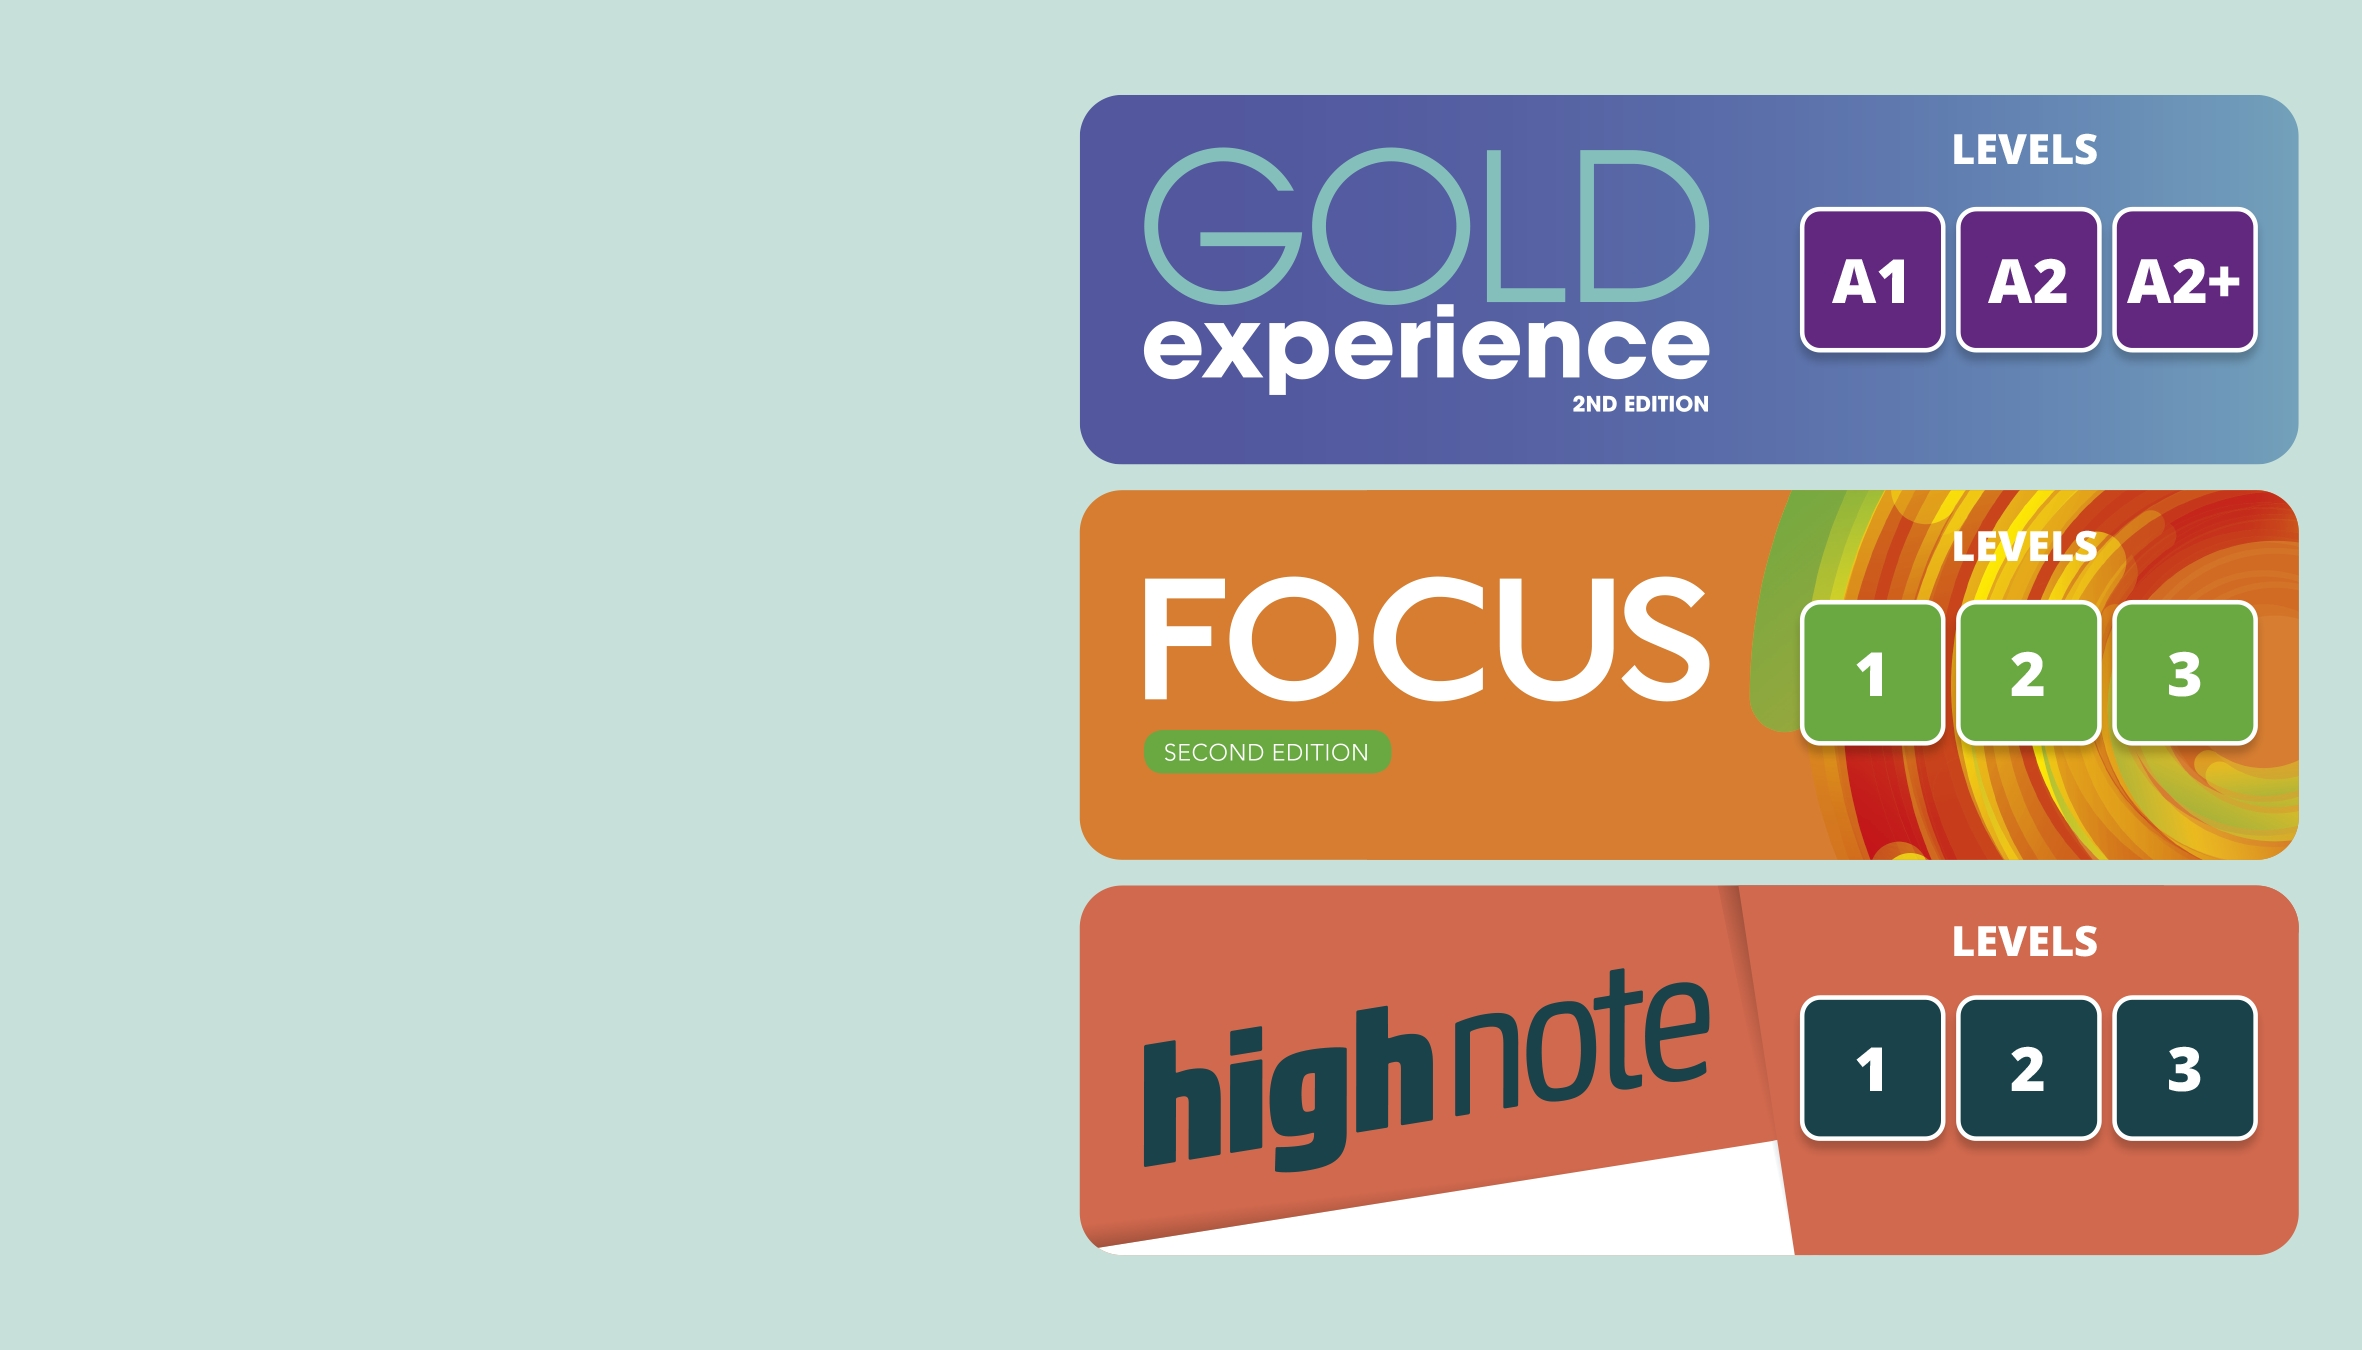 GOLD
experience
2ND EDITION
LEVELS
A1 A2 A2+
FOCUS
SECOND EDITION
LEVELS
1 2 3
high note
LEVELS
1 2 3